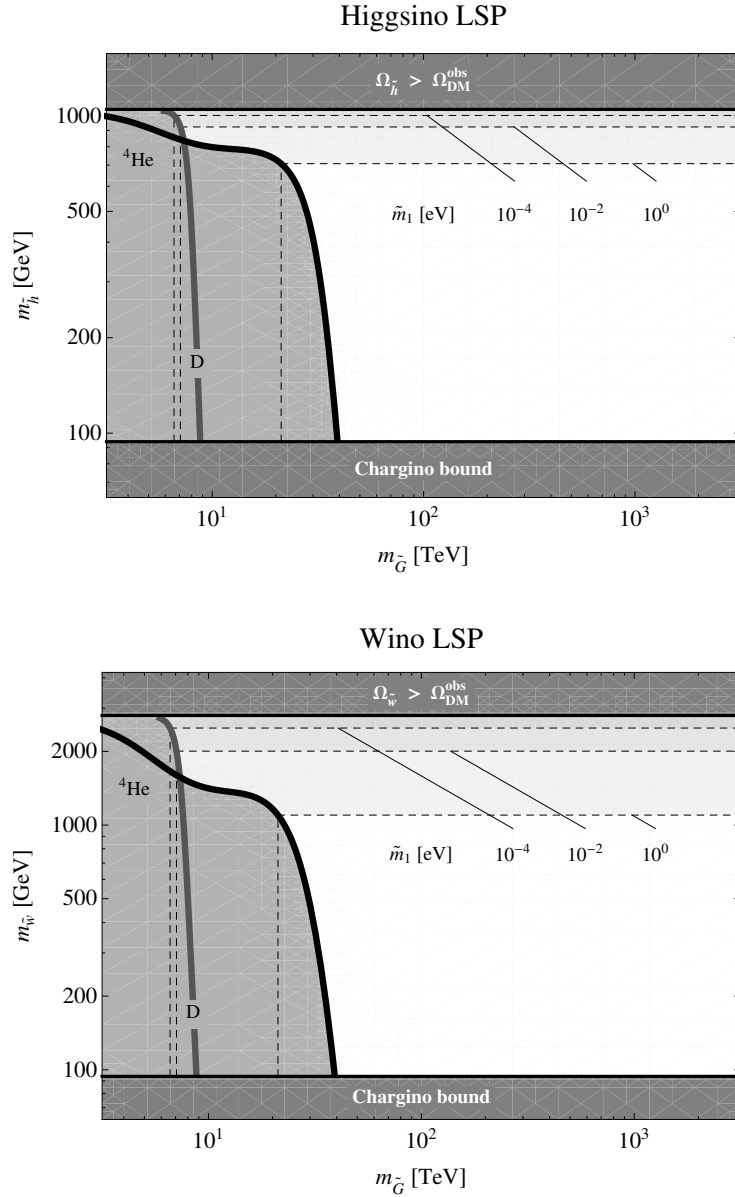 Higgsino LSP
Ω_h̃ > Ω_DM^obs
1000
⁴He
m̃₁ [eV] 10⁻⁴ 10⁻² 10⁰
500
m_h̃ [GeV]
200
D
100
Chargino bound
10¹ 10² 10³
m_G̃ [TeV]
Wino LSP
Ω_w̃ > Ω_DM^obs
2000
⁴He
1000
m̃₁ [eV] 10⁻⁴ 10⁻² 10⁰
500
m_w̃ [GeV]
200
D
100
Chargino bound
10¹ 10² 10³
m_G̃ [TeV]